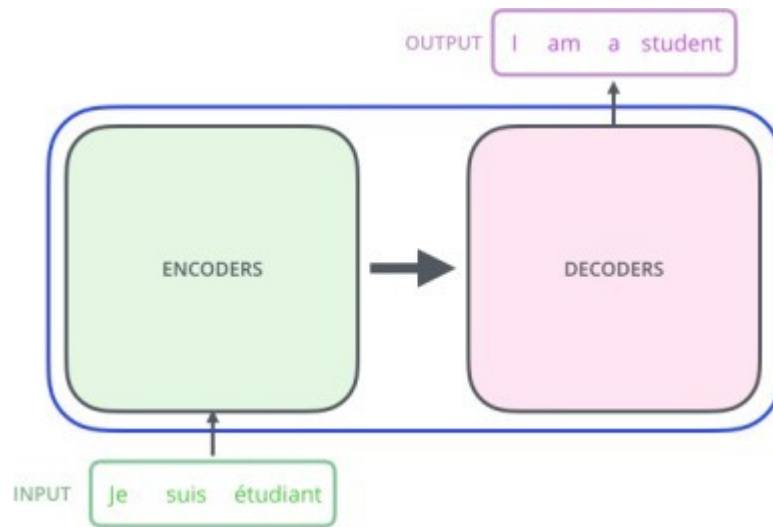 OUTPUT I am a student
ENCODERS DECODERS
INPUT Je suis étudiant